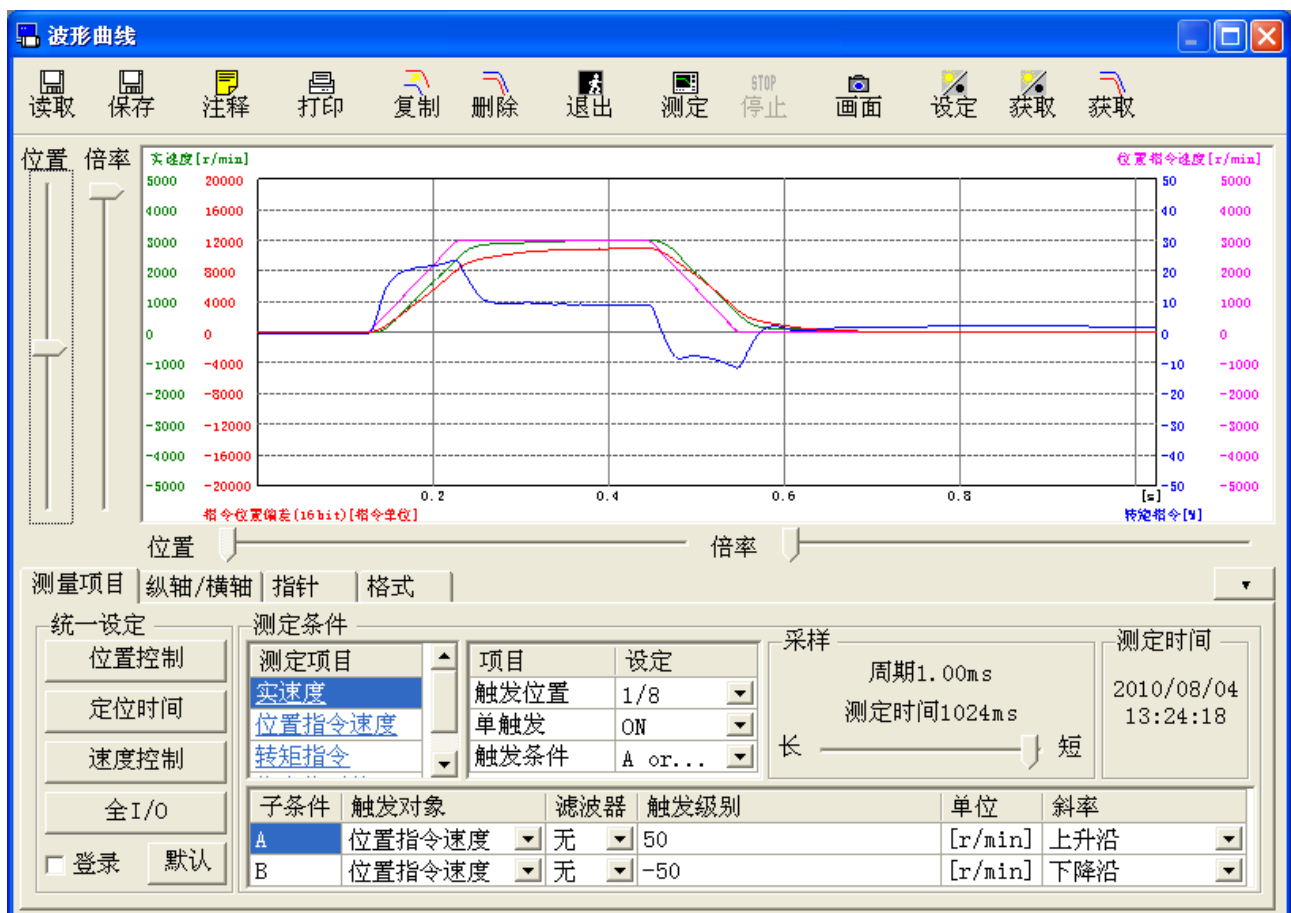 波形曲线
读取 保存 注释 打印 复制 删除 退出 测定 STOP 停止 画面 设定 获取 获取
位置 倍率 实速度[r/min] 位置指令速度[r/min]
5000 20000 50 5000
4000 16000 40 4000
3000 12000 30 3000
2000 8000 20 2000
1000 4000 10 1000
0 0 0 0
-1000 -4000 -10 -1000
-2000 -8000 -20 -2000
-3000 -12000 -30 -3000
-4000 -16000 -40 -4000
-5000 -20000 0.2 0.4 0.6 0.8 [s] -50 -5000
指令位置偏差(16bit)[指令单位] 转矩指令[%]
位置 倍率
测量项目 纵轴/横轴 指针 格式
统一设定 测定条件 采样 测定时间
位置控制 测定项目 项目 设定 周期1.00ms
实速度 触发位置 1/8 2010/08/04
定位时间 位置指令速度 单触发 ON 测定时间1024ms 13:24:18
速度控制 转矩指令 触发条件 A or... 长 短
全I/O 子条件 触发对象 滤波器 触发级别 单位 斜率
A 位置指令速度 无 50 [r/min] 上升沿
登录 默认 B 位置指令速度 无 -50 [r/min] 下降沿